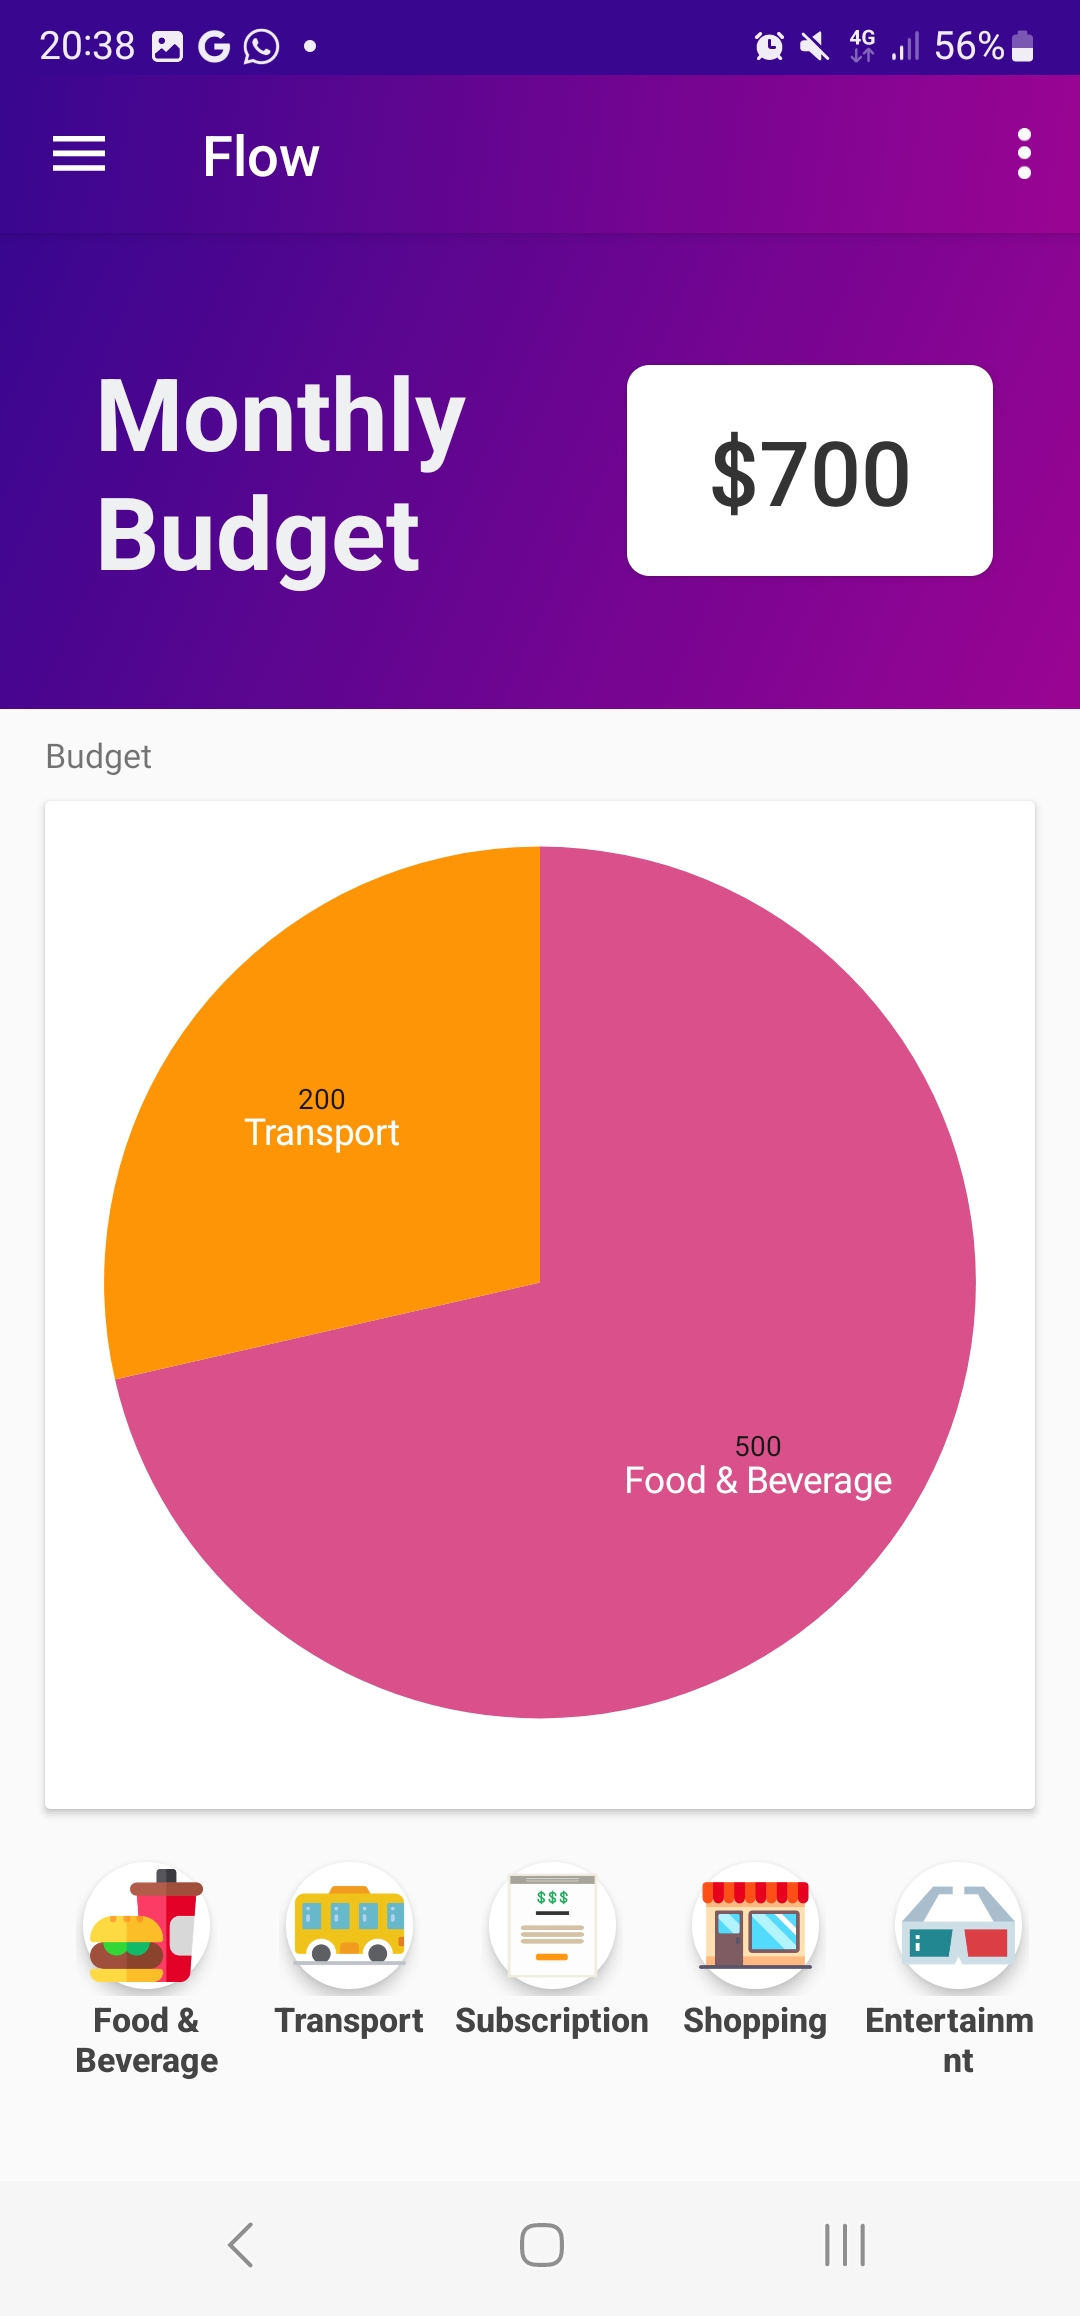 20:38
4G
56%
Flow
Monthly
Budget
$700
Budget
200
Transport
500
Food & Beverage
$$$
Food &
Beverage
Transport
Subscription
Shopping
Entertainm
nt